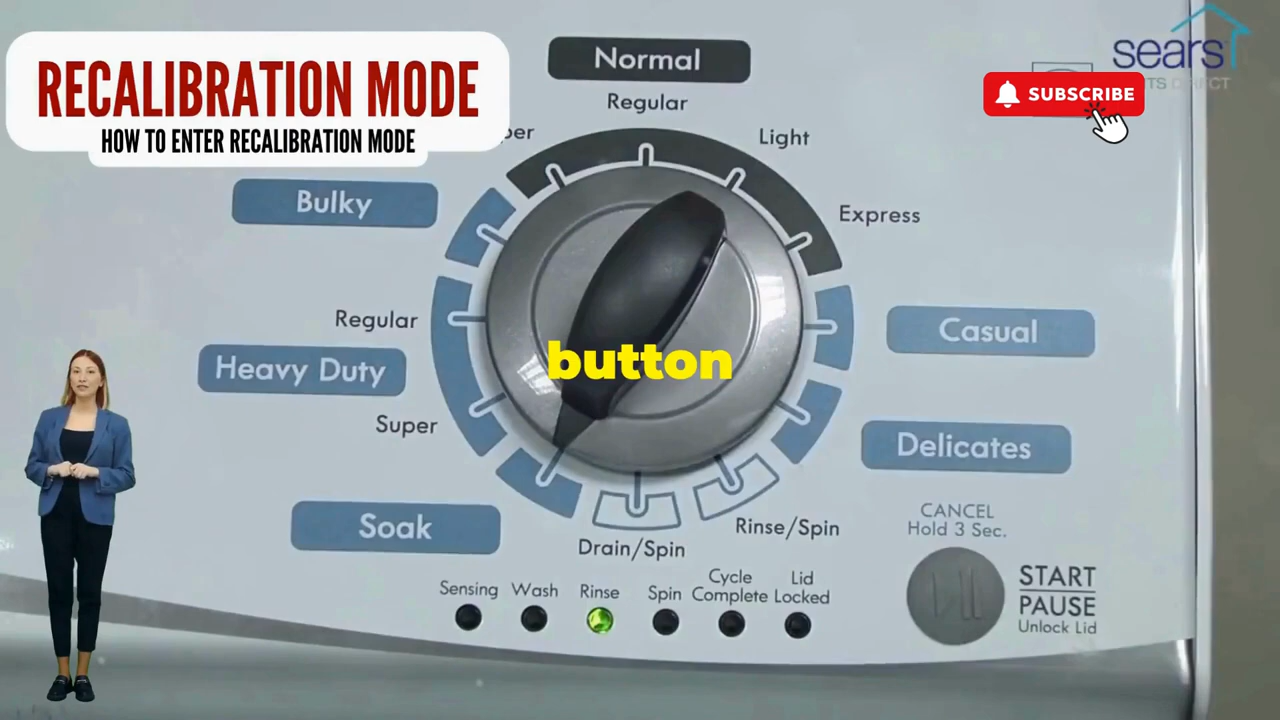 sears
RECALIBRATION MODE
HOW TO ENTER RECALIBRATION MODE
SUBSCRIBE
Normal
Regular
Light
Bulky
Express
Regular
Casual
Heavy Duty
button
Super
Delicates
Soak
Rinse/Spin
Drain/Spin
CANCEL
Hold 3 Sec.
Sensing
Wash
Rinse
Spin
Cycle
Complete
Lid
Locked
START
PAUSE
Unlock Lid